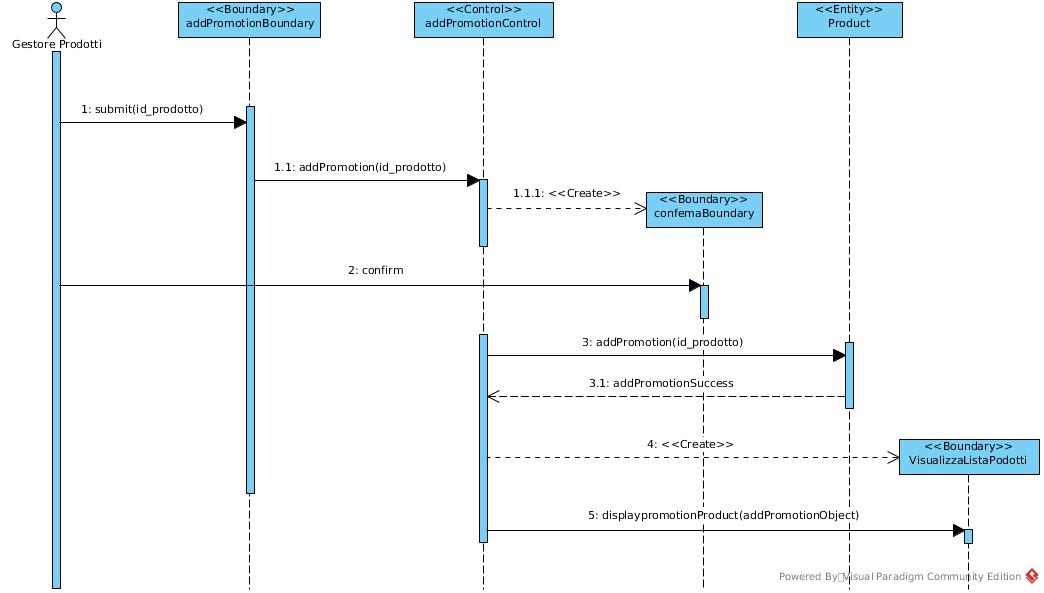 <<Boundary>>
addPromotionBoundary
<<Control>>
addPromotionControl
<<Entity>>
Product
Gestore Prodotti
1: submit(id_prodotto)
1.1: addPromotion(id_prodotto)
1.1.1: <<Create>>
<<Boundary>>
confemaBoundary
2: confirm
3: addPromotion(id_prodotto)
3.1: addPromotionSuccess
4: <<Create>>
<<Boundary>>
VisualizzaListaPodotti
5: displaypromotionProduct(addPromotionObject)
Powered By Visual Paradigm Community Edition